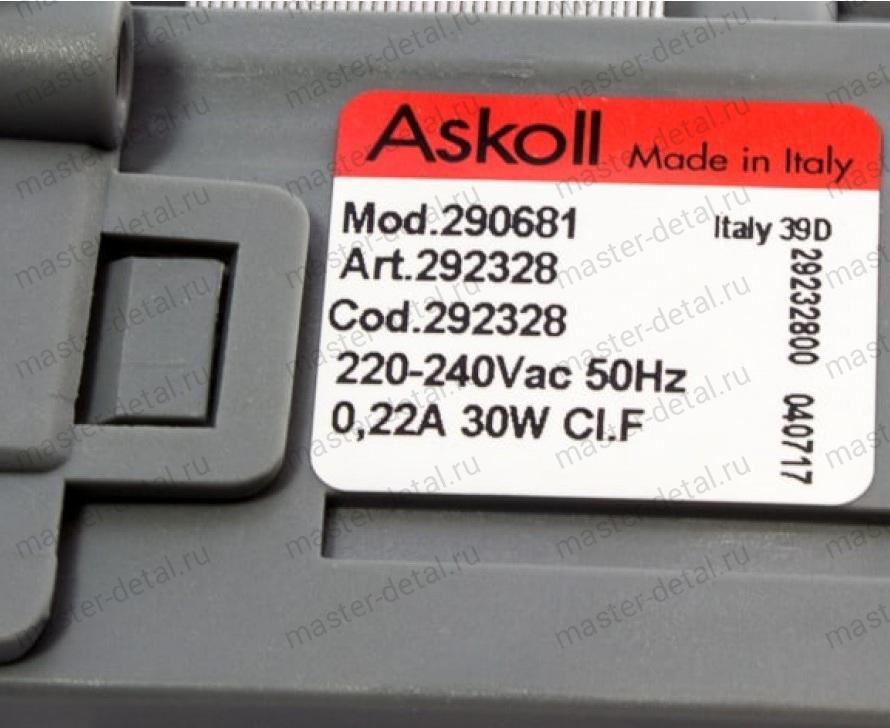 Askoll Made in Italy
Mod.290681 Italy 39D
Art.292328
Cod.292328
220-240Vac 50Hz
0,22A 30W Cl.F
29232800 040717
master-detal.ru